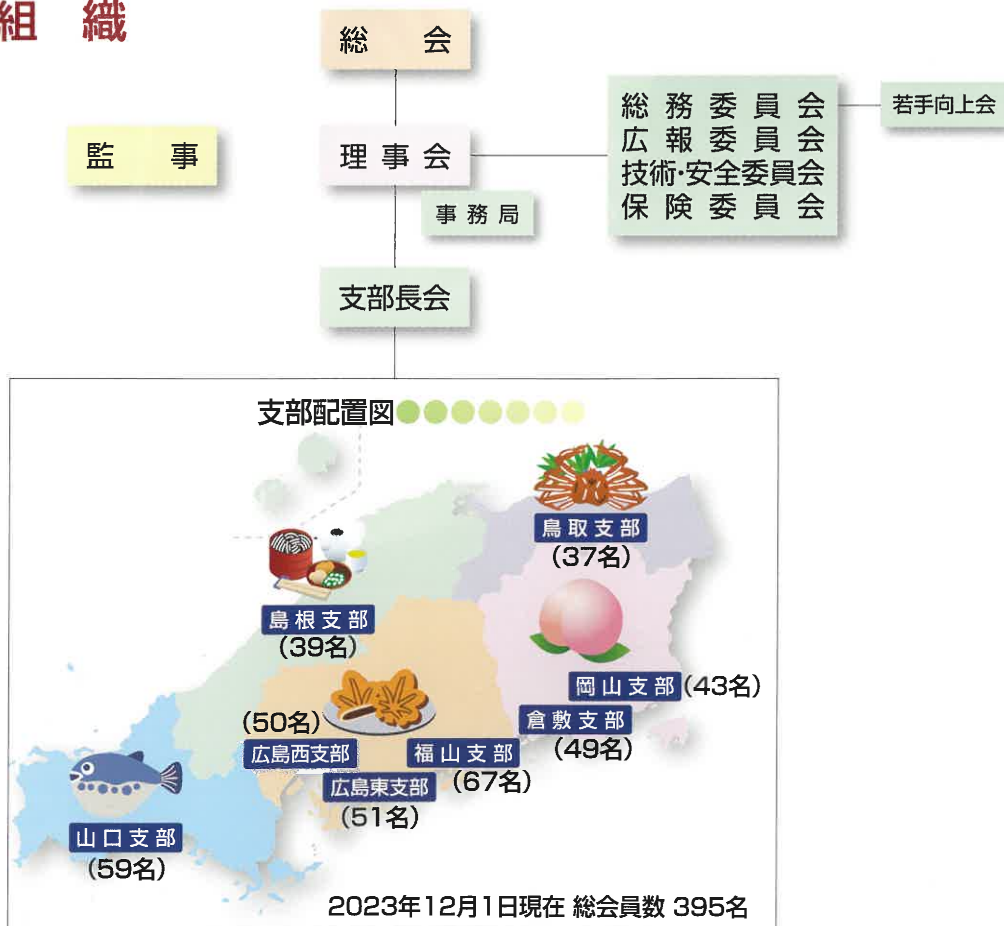 組 織
総 会
監 事
理 事 会
事 務 局
総 務 委 員 会
広 報 委 員 会
技術・安全委員会
保 険 委 員 会
若手向上会
支部長会
支部配置図
鳥取支部
(37名)
島根支部
(39名)
岡山支部(43名)
倉敷支部
(49名)
(50名)
広島西支部
福山支部
(67名)
広島東支部
(51名)
山口支部
(59名)
2023年12月1日現在 総会員数 395名